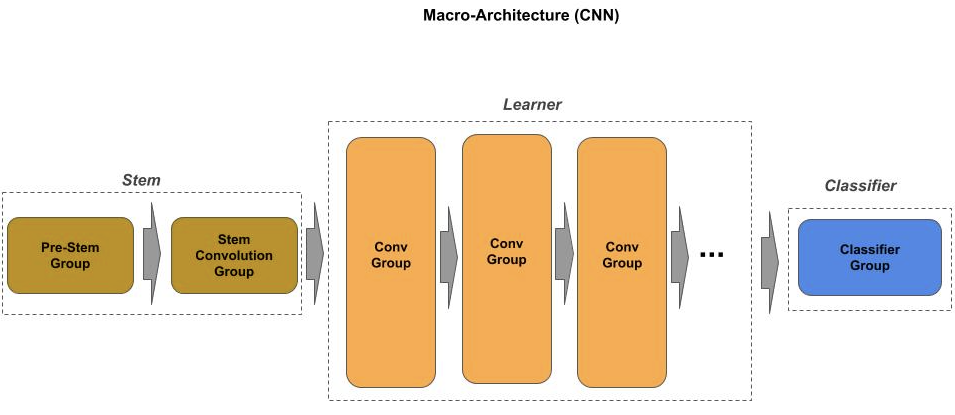 Macro-Architecture (CNN)
Stem
Pre-Stem
Group
Stem
Convolution
Group
Learner
Conv
Group
Conv
Group
Conv
Group
...
Classifier
Classifier
Group